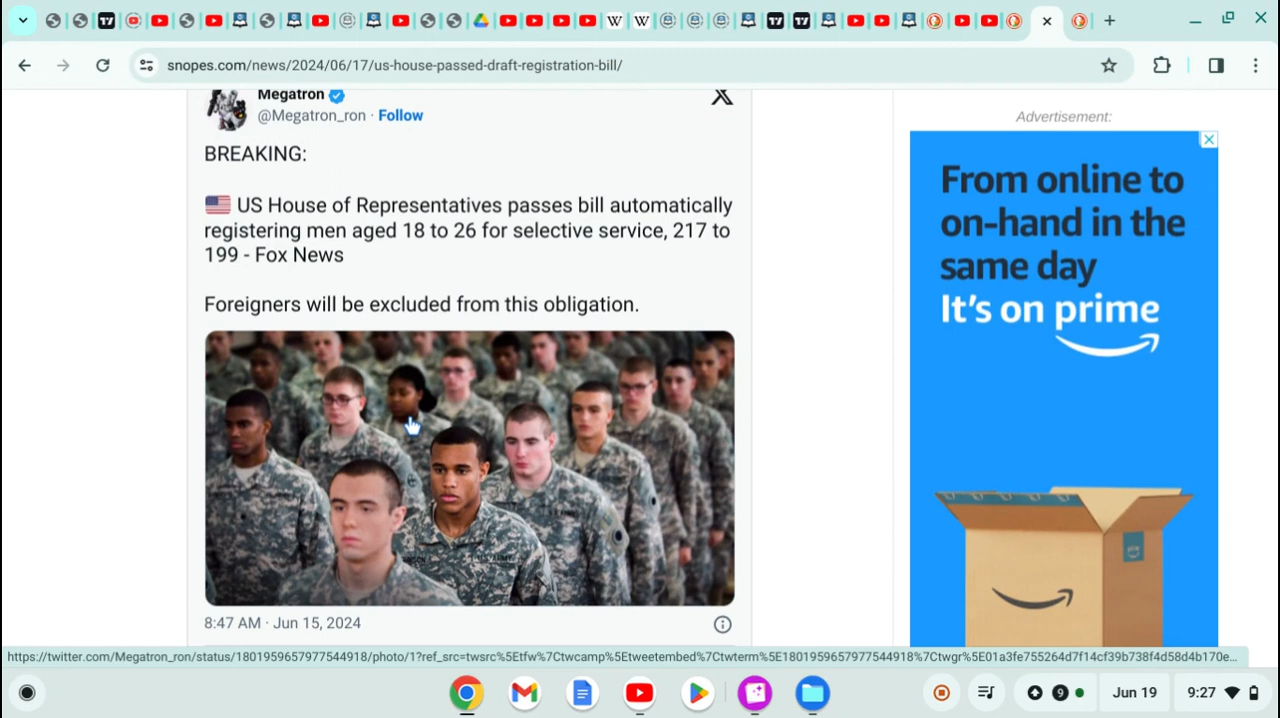 snopes.com/news/2024/06/17/us-house-passed-draft-registration-bill/
Megatron
@Megatron_ron · Follow
X
BREAKING:
US House of Representatives passes bill automatically
registering men aged 18 to 26 for selective service, 217 to
199 - Fox News
Foreigners will be excluded from this obligation.
8:47 AM · Jun 15, 2024
Advertisement:
From online to
on-hand in the
same day
It's on prime
https://twitter.com/Megatron_ron/status/1801959657977544918/photo/1?ref_src=twsrc%5Etfw%7Ctwcamp%5Etweetembed%7Ctwterm%5E1801959657977544918%7Ctwgr%5E01a3fe755264d7f14cf39b738f4d58d4b170e...
9
Jun 19
9:27